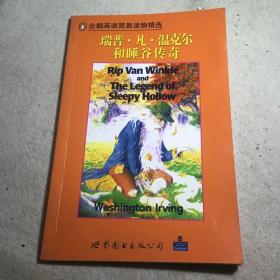 企鹅英语简易读物精选
瑞普·凡·温克尔
和睡谷传奇
Rip Van Winkle
and
The Legend of
Sleepy Hollow
Washington Irving
世界图书出版公司